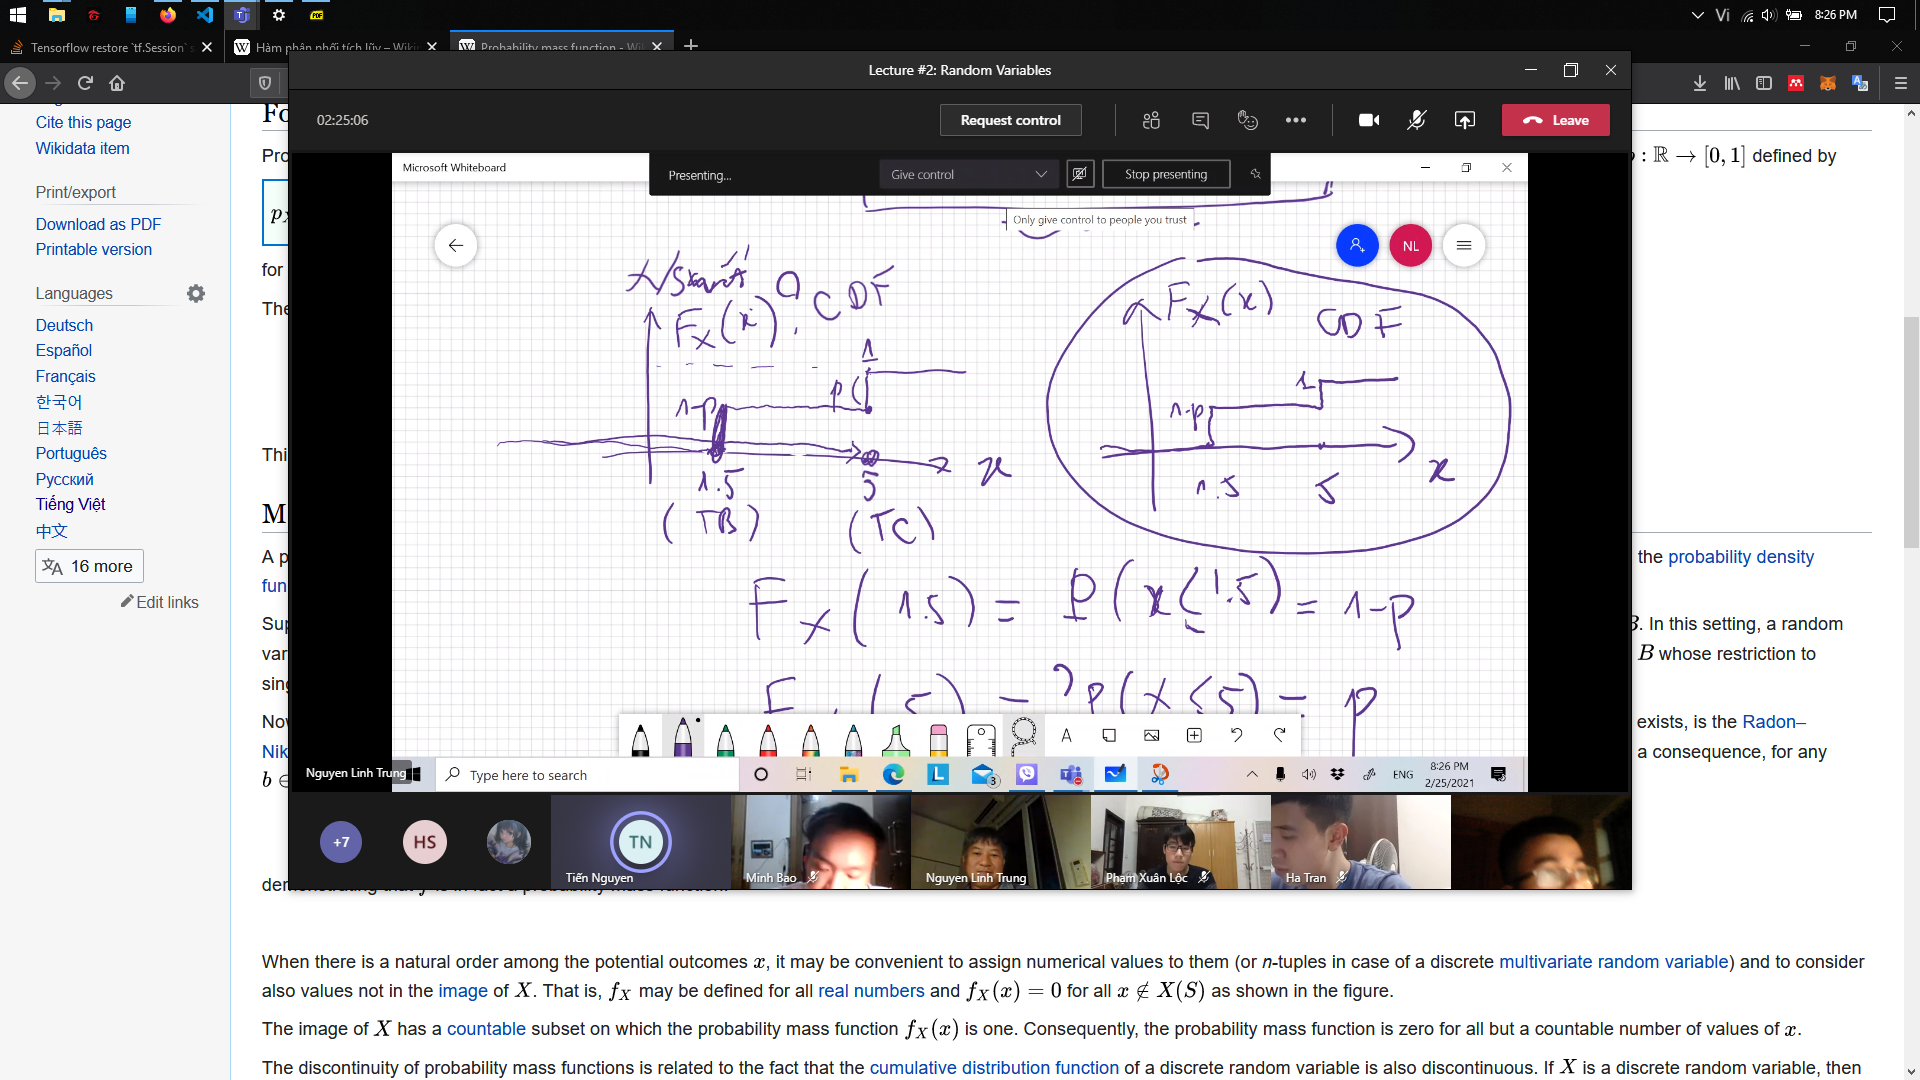 Vi
8:26 PM
Tensorflow restore `tf.Session`
Hàm phân phối tích lũy – Wiki
Probability mass function - Wi
Lecture #2: Random Variables
02:25:06
Request control
Leave
Cite this page
Wikidata item
Print/export
Download as PDF
Printable version
Languages
Deutsch
Español
Français
한국어
日本語
Português
Русский
Tiếng Việt
中文
16 more
Edit links
: ℝ → [0, 1] defined by
for
The
Thi
the probability density
fun
. In this setting, a random
B whose restriction to
exists, is the Radon–
Nik
a consequence, for any
Microsoft Whiteboard
Presenting...
Give control
Stop presenting
Only give control to people you trust
NL
CDF
F_X(x)
1
p
1-p
1.5
5
x
(TB)
(TC)
F_X(x)
CDF
1
1-p
1.5
5
x
F_X(1.5) = P(x ≤ 1.5) = 1-p
(5) = P(X ≤ 5) = p
A
Nguyen Linh Trung
Type here to search
L
3
ENG
8:26 PM
2/25/2021
+7
HS
TN
Tiến Nguyen
Minh Bao
Nguyen Linh Trung
Phạm Xuân Lộc
Ha Tran
When there is a natural order among the potential outcomes x, it may be convenient to assign numerical values to them (or n-tuples in case of a discrete multivariate random variable) and to consider
also values not in the image of X. That is, f_X may be defined for all real numbers and f_X(x) = 0 for all x ∉ X(S) as shown in the figure.
The image of X has a countable subset on which the probability mass function f_X(x) is one. Consequently, the probability mass function is zero for all but a countable number of values of x.
The discontinuity of probability mass functions is related to the fact that the cumulative distribution function of a discrete random variable is also discontinuous. If X is a discrete random variable, then